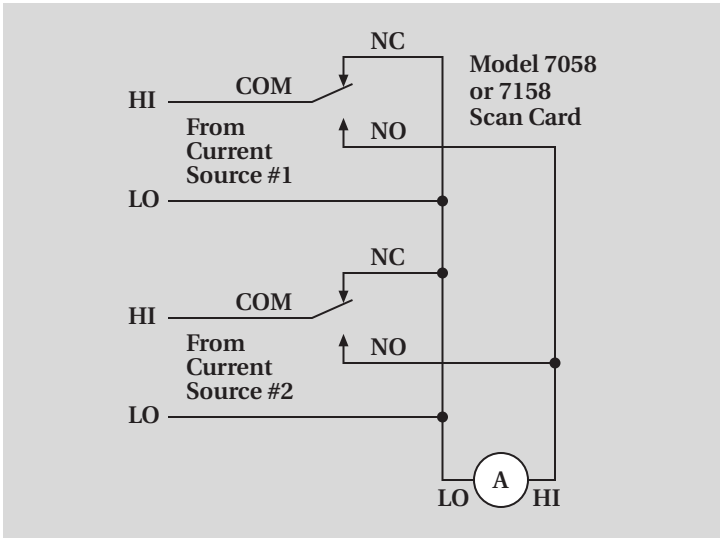 NC
Model 7058
or 7158
Scan Card
COM
HI
From
Current
Source #1
NO
LO
NC
COM
HI
From
Current
Source #2
NO
LO
A
LO
HI